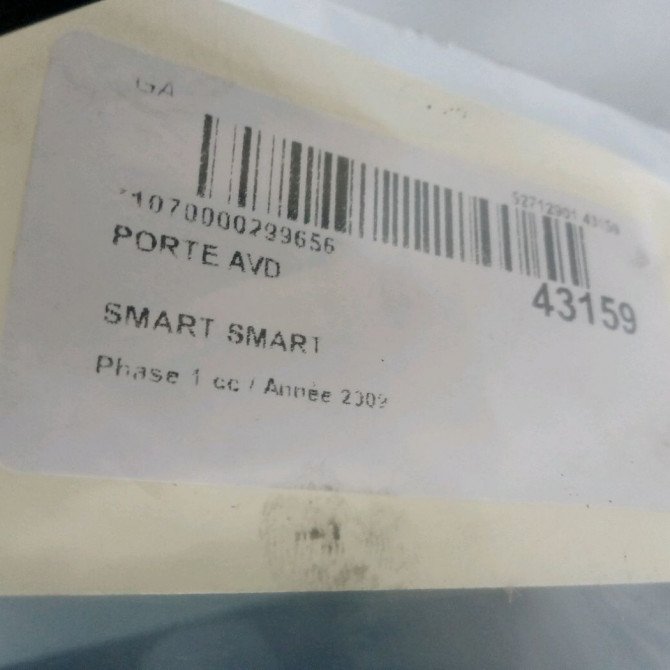 GA
*1070000299656
PORTE AVD
43159
SMART SMART
Phase 1 cc / Année